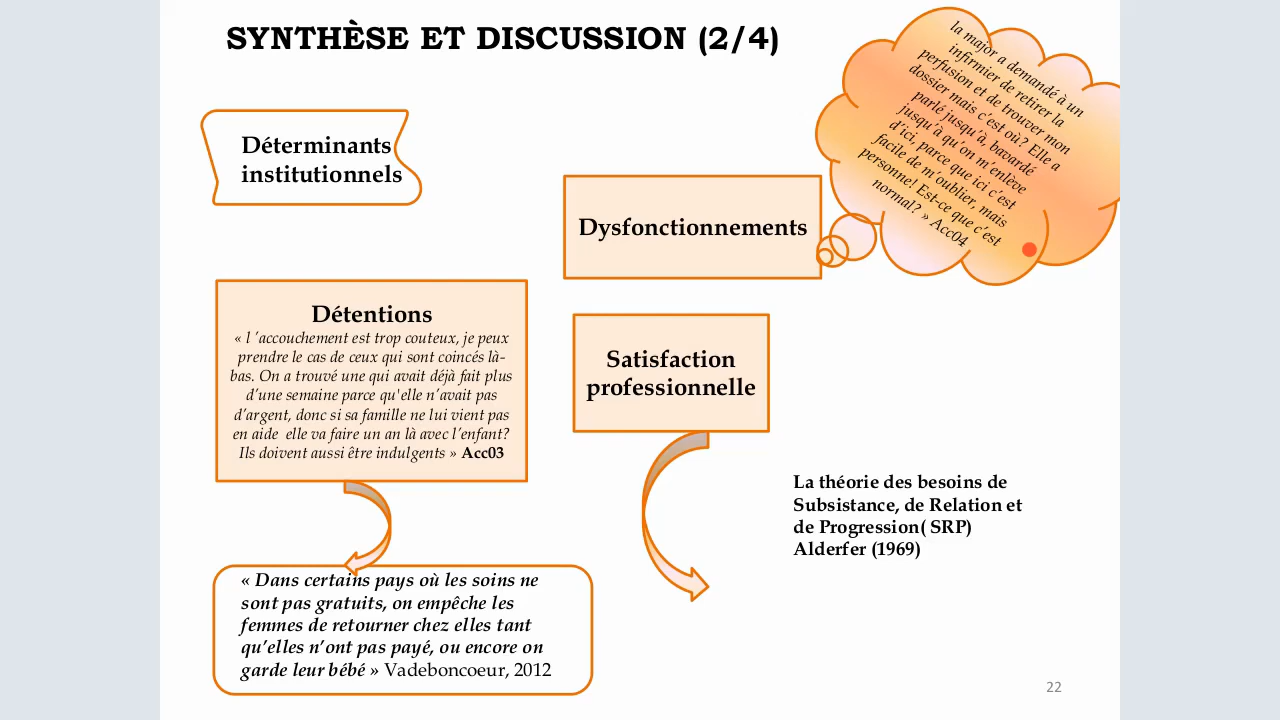 SYNTHÈSE ET DISCUSSION (2/4)
la major a demandé à un
infirmier de retirer la
perfusion et de trouver mon
dossier mais c'est où? Elle a
parlé jusqu'à, bavardé
jusqu'à qu'on m'enlève
d'ici, parce que ici c'est
facile de m'oublier, mais
personne! Est-ce que c'est
normal? » Acc04
Déterminants
institutionnels
Dysfonctionnements
Détentions
« l 'accouchement est trop couteux, je peux
prendre le cas de ceux qui sont coincés là-
bas. On a trouvé une qui avait déjà fait plus
d'une semaine parce qu'elle n'avait pas
d'argent, donc si sa famille ne lui vient pas
en aide elle va faire un an là avec l'enfant?
Ils doivent aussi être indulgents » Acc03
Satisfaction
professionnelle
La théorie des besoins de
Subsistance, de Relation et
de Progression( SRP)
Alderfer (1969)
« Dans certains pays où les soins ne
sont pas gratuits, on empêche les
femmes de retourner chez elles tant
qu'elles n'ont pas payé, ou encore on
garde leur bébé » Vadeboncoeur, 2012
22